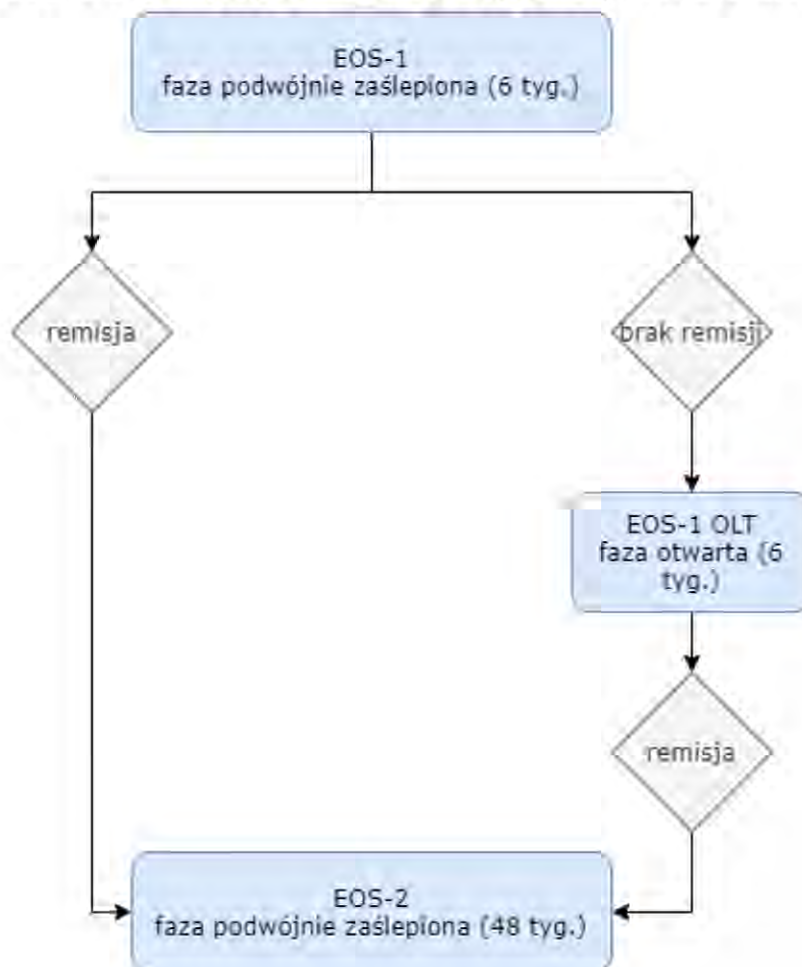 EOS-1
faza podwójnie zaślepiona (6 tyg.)
remisja
brak remisji
EOS-1 OLT
faza otwarta (6
tyg.)
remisja
EOS-2
faza podwójnie zaślepiona (48 tyg.)